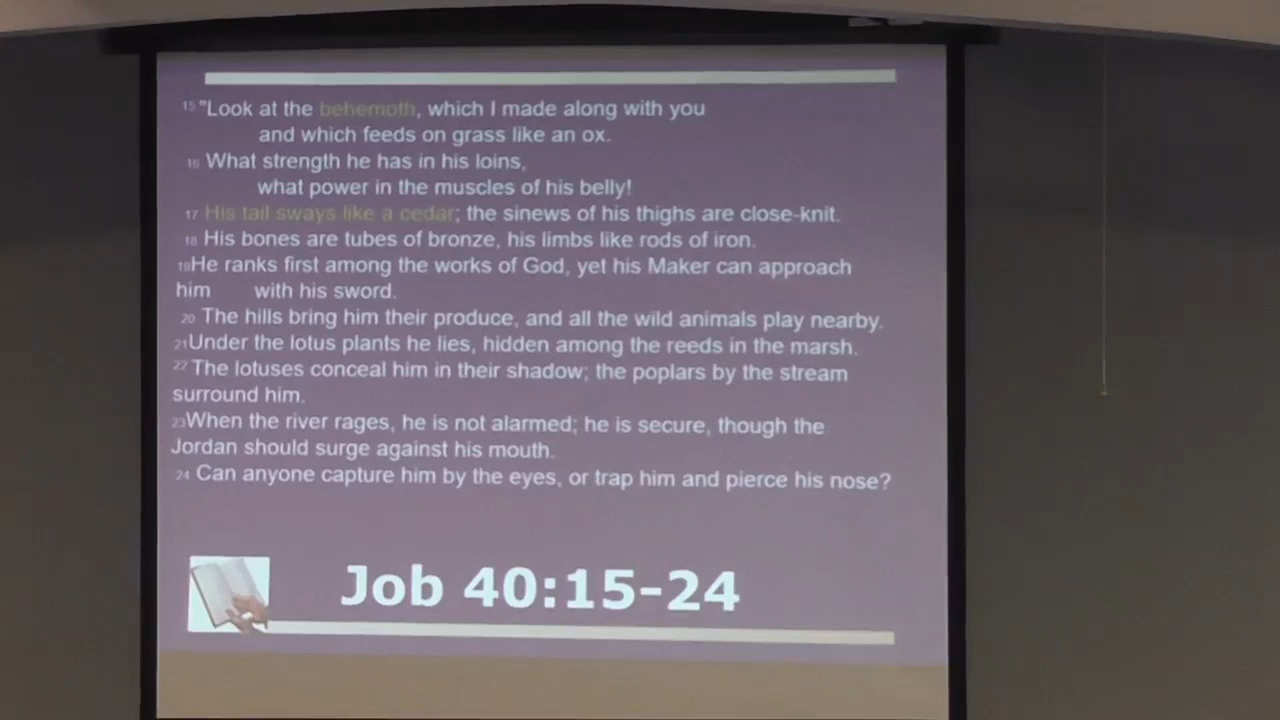 15 "Look at the behemoth, which I made along with you
and which feeds on grass like an ox.
16 What strength he has in his loins,
what power in the muscles of his belly!
17 His tail sways like a cedar; the sinews of his thighs are close-knit.
18 His bones are tubes of bronze, his limbs like rods of iron.
19He ranks first among the works of God, yet his Maker can approach
him with his sword.
20 The hills bring him their produce, and all the wild animals play nearby.
21Under the lotus plants he lies, hidden among the reeds in the marsh.
22 The lotuses conceal him in their shadow; the poplars by the stream
surround him.
23When the river rages, he is not alarmed; he is secure, though the
Jordan should surge against his mouth.
24 Can anyone capture him by the eyes, or trap him and pierce his nose?
Job 40:15-24